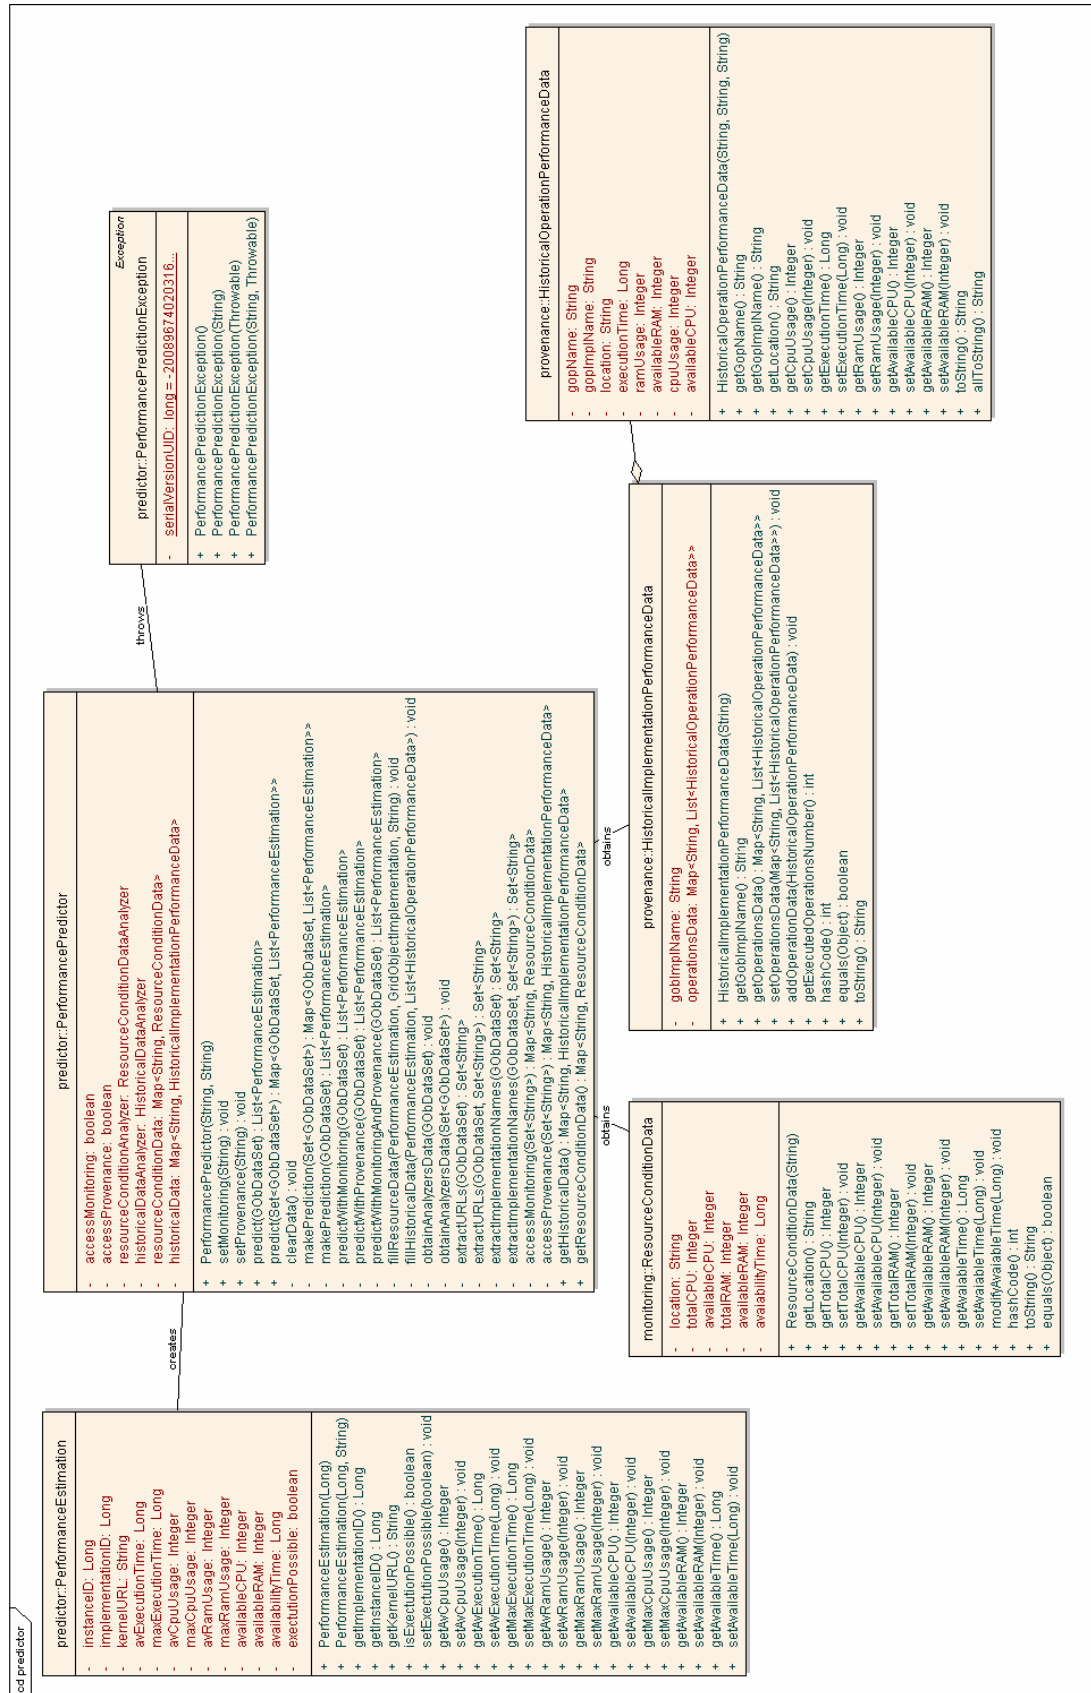 cd predictor
predictor::PerformanceEstimation
- instanceID: Long
- implementationID: Long
- kernelURL: String
- avExecutionTime: Long
- maxExecutionTime: Long
- avCpuUsage: Integer
- maxCpuUsage: Integer
- avRamUsage: Integer
- maxRamUsage: Integer
- availableCPU: Integer
- availableRAM: Integer
- availabilityTime: Long
- executionPossible: boolean
+ PerformanceEstimation(Long)
+ PerformanceEstimation(Long, String)
+ getImplementationID() : Long
+ getInstanceID() : Long
+ getKernelURL() : String
+ isExecutionPossible() : boolean
+ setExecutionPossible(boolean) : void
+ getAvCpuUsage() : Integer
+ setAvCpuUsage(Integer) : void
+ getAvExecutionTime() : Long
+ setAvExecutionTime(Long) : void
+ getMaxExecutionTime() : Long
+ setMaxExecutionTime(Long) : void
+ getAvRamUsage() : Integer
+ setAvRamUsage(Integer) : void
+ getMaxRamUsage() : Integer
+ setMaxRamUsage(Integer) : void
+ getAvailableCPU() : Integer
+ setAvailableCPU(Integer) : void
+ getMaxCpuUsage() : Integer
+ setMaxCpuUsage(Integer) : void
+ getAvailableRAM() : Integer
+ setAvailableRAM(Integer) : void
+ getAvailableTime() : Long
+ setAvailableTime(Long) : void
creates
predictor::PerformancePredictor
- accessMonitoring: boolean
- accessProvenance: boolean
- resourceConditionAnalyzer: ResourceConditionDataAnalyzer
- historicalDataAnalyzer: HistoricalDataAnalyzer
- resourceConditionData: Map<String, ResourceConditionData>
- historicalData: Map<String, HistoricalImplementationPerformanceData>
+ PerformancePredictor(String, String)
+ setMonitoring(String) : void
+ setProvenance(String) : void
+ predict(GObDataSet) : List<PerformanceEstimation>
+ predict(Set<GObDataSet>) : Map<GObDataSet, List<PerformanceEstimation>>
- clearData() : void
- makePrediction(Set<GObDataSet>) : Map<GObDataSet, List<PerformanceEstimation>>
- makePrediction(GObDataSet) : List<PerformanceEstimation>
- predictWithMonitoring(GObDataSet) : List<PerformanceEstimation>
- predictWithProvenance(GObDataSet) : List<PerformanceEstimation>
- predictWithMonitoringAndProvenance(GObDataSet) : List<PerformanceEstimation>
- fillResourceData(PerformanceEstimation, GridObjectImplementation, String) : void
- fillHistoricalData(PerformanceEstimation, List<HistoricalOperationPerformanceData>) : void
- obtainAnalyzersData(GObDataSet) : void
- obtainAnalyzersData(Set<GObDataSet>) : void
- extractURLs(GObDataSet) : Set<String>
- extractURLs(GObDataSet, Set<String>) : Set<String>
- extractImplementationNames(GObDataSet) : Set<String>
- extractImplementationNames(GObDataSet, Set<String>) : Set<String>
- accessMonitoring(Set<String>) : Map<String, ResourceConditionData>
- accessProvenance(Set<String>) : Map<String, HistoricalImplementationPerformanceData>
+ getHistoricalData() : Map<String, HistoricalImplementationPerformanceData>
+ getResourceConditionData() : Map<String, ResourceConditionData>
throws
Exception
predictor::PerformancePredictionException
- serialVersionUID: long = -20089674020316...
+ PerformancePredictionException()
+ PerformancePredictionException(String)
+ PerformancePredictionException(Throwable)
+ PerformancePredictionException(String, Throwable)
obtains
monitoring::ResourceConditionData
- location: String
- totalCPU: Integer
- availableCPU: Integer
- totalRAM: Integer
- availableRAM: Integer
- avaiabilityTime: Long
+ ResourceConditionData(String)
+ getLocation() : String
+ getTotalCPU() : Integer
+ setTotalCPU(Integer) : void
+ getAvailableCPU() : Integer
+ setAvailableCPU(Integer) : void
+ getTotalRAM() : Integer
+ setTotalRAM(Integer) : void
+ getAvailableRAM() : Integer
+ setAvailableRAM(Integer) : void
+ getAvaiableTime() : Long
+ setAvaiableTime(Long) : void
+ modifyAvaiableTime(Long) : void
+ hashCode() : int
+ toString() : String
+ equals(Object) : boolean
obtains
provenance::HistoricalImplementationPerformanceData
- gobImplName: String
- operationsData: Map<String, List<HistoricalOperationPerformanceData>>
+ HistoricalImplementationPerformanceData(String)
+ getGobImplName() : String
+ getOperationsData() : Map<String, List<HistoricalOperationPerformanceData>>
+ setOperationsData(Map<String, List<HistoricalOperationPerformanceData>>) : void
+ addOperationData(HistoricalOperationPerformanceData) : void
+ getExecutedOperationsNumber() : int
+ hashCode() : int
+ equals(Object) : boolean
+ toString() : String
provenance::HistoricalOperationPerformanceData
- gopName: String
- gopImplName: String
- location: String
- executionTime: Long
- ramUsage: Integer
- availableRAM: Integer
- cpuUsage: Integer
- availableCPU: Integer
+ HistoricalOperationPerformanceData(String, String, String)
+ getGopName() : String
+ getGopImplName() : String
+ getLocation() : String
+ getCpuUsage() : Integer
+ setCpuUsage(Integer) : void
+ getExecutionTime() : Long
+ setExecutionTime(Long) : void
+ getRamUsage() : Integer
+ setRamUsage(Integer) : void
+ getAvailableCPU() : Integer
+ setAvailableCPU(Integer) : void
+ getAvailableRAM() : Integer
+ setAvailableRAM(Integer) : void
+ toString() : String
+ allToString() : String